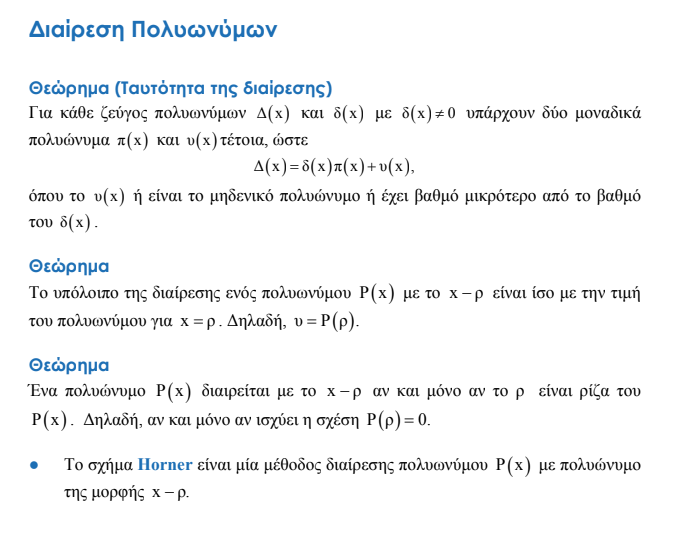 Διαίρεση Πολυωνύμων
Θεώρημα (Ταυτότητα της διαίρεσης)
Για κάθε ζεύγος πολυωνύμων Δ(x) και δ(x) με δ(x) ≠ 0 υπάρχουν δύο μοναδικά
πολυώνυμα π(x) και υ(x) τέτοια, ώστε
Δ(x) = δ(x)π(x) + υ(x),
όπου το υ(x) ή είναι το μηδενικό πολυώνυμο ή έχει βαθμό μικρότερο από το βαθμό
του δ(x).
Θεώρημα
Το υπόλοιπο της διαίρεσης ενός πολυωνύμου P(x) με το x – ρ είναι ίσο με την τιμή
του πολυωνύμου για x = ρ. Δηλαδή, υ = P(ρ).
Θεώρημα
Ένα πολυώνυμο P(x) διαιρείται με το x – ρ αν και μόνο αν το ρ είναι ρίζα του
P(x). Δηλαδή, αν και μόνο αν ισχύει η σχέση P(ρ) = 0.
• Το σχήμα Horner είναι μία μέθοδος διαίρεσης πολυωνύμου P(x) με πολυώνυμο
της μορφής x – ρ.